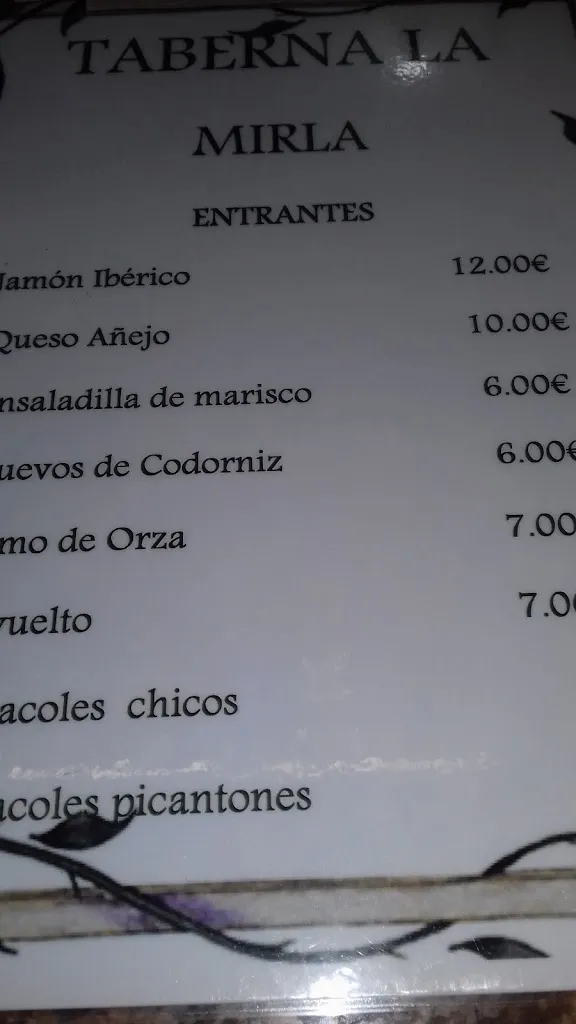 TABERNA LA
MIRLA
ENTRANTES
Jamón Ibérico 12.00€
Queso Añejo 10.00€
nsaladilla de marisco 6.00€
uevos de Codorniz 6.00€
mo de Orza 7.00
vuelto 7.00
acoles chicos
acoles picantones